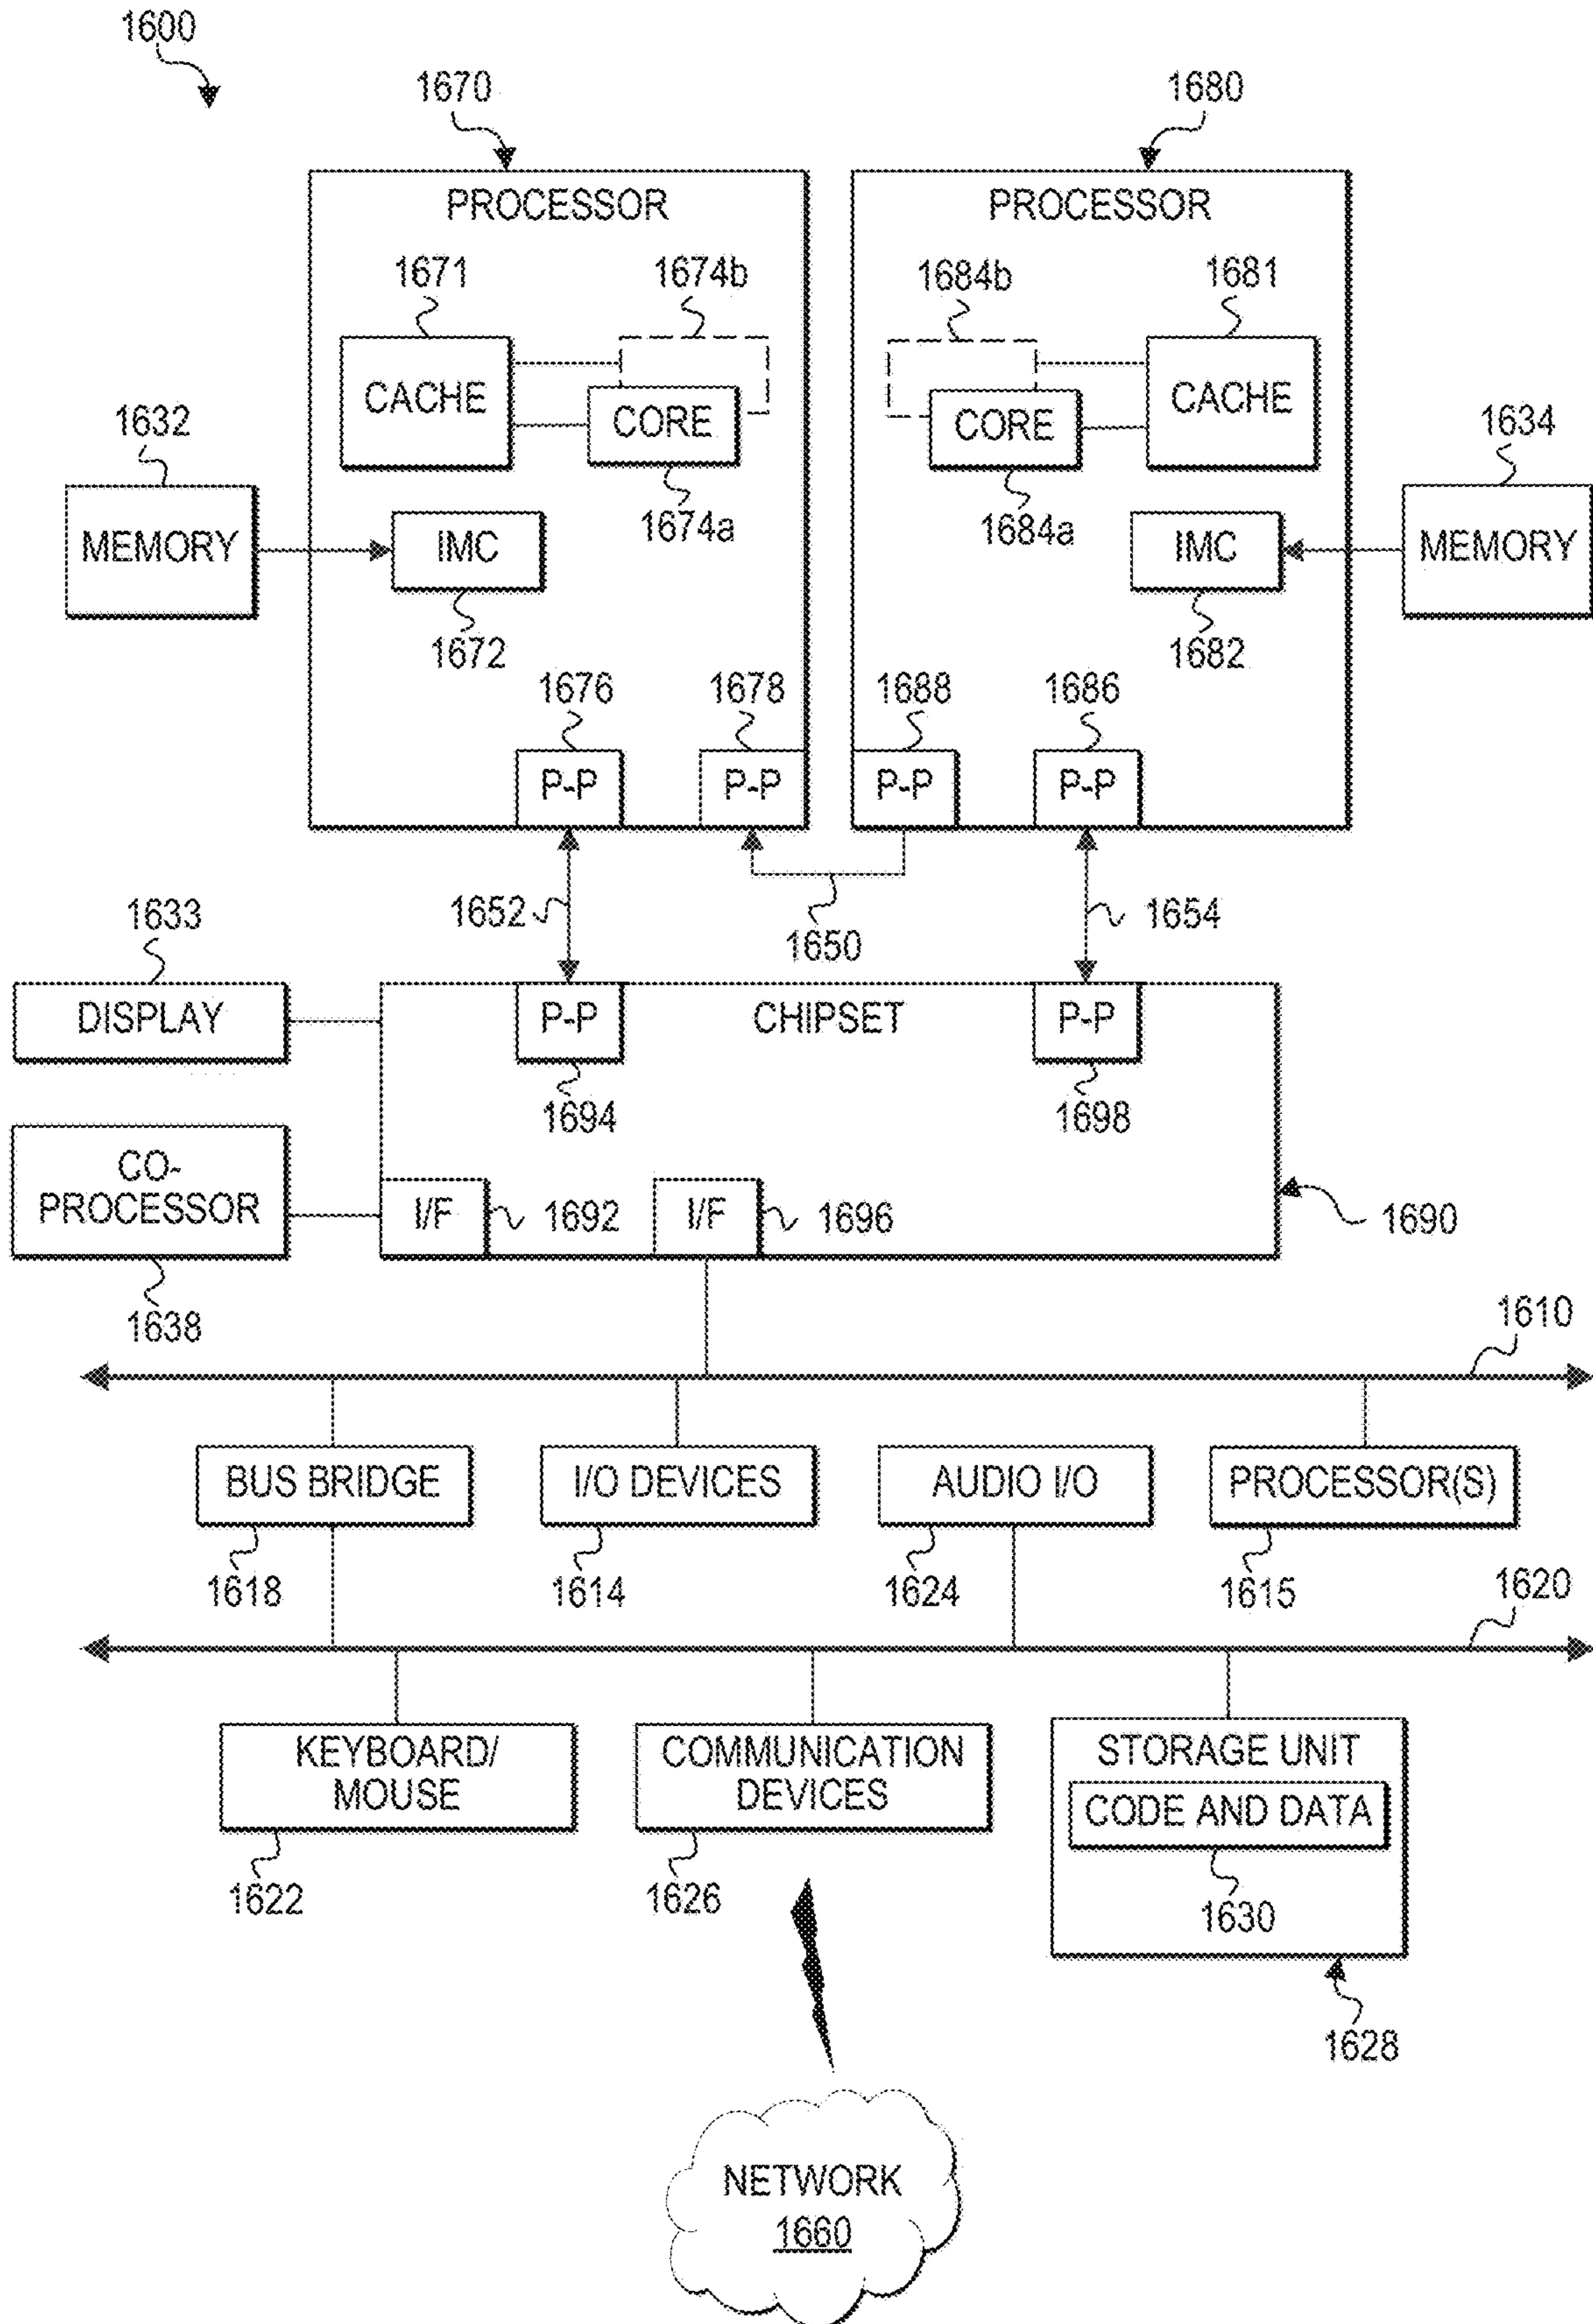 1600
1670
1680
PROCESSOR
PROCESSOR
1671
1674b
1684b
1681
CACHE
CORE
CORE
CACHE
1632
1634
1674a
1684a
MEMORY
IMC
IMC
MEMORY
1672
1682
1676
1678
1688
1686
P-P
P-P
P-P
P-P
1652
1650
1654
1633
DISPLAY
P-P
CHIPSET
P-P
1694
1698
CO-
PROCESSOR
I/F
1692
I/F
1696
1690
1638
1610
BUS BRIDGE
I/O DEVICES
AUDIO I/O
PROCESSOR(S)
1618
1614
1624
1615
1620
KEYBOARD/
MOUSE
COMMUNICATION
DEVICES
STORAGE UNIT
CODE AND DATA
1622
1626
1630
1628
NETWORK
1660